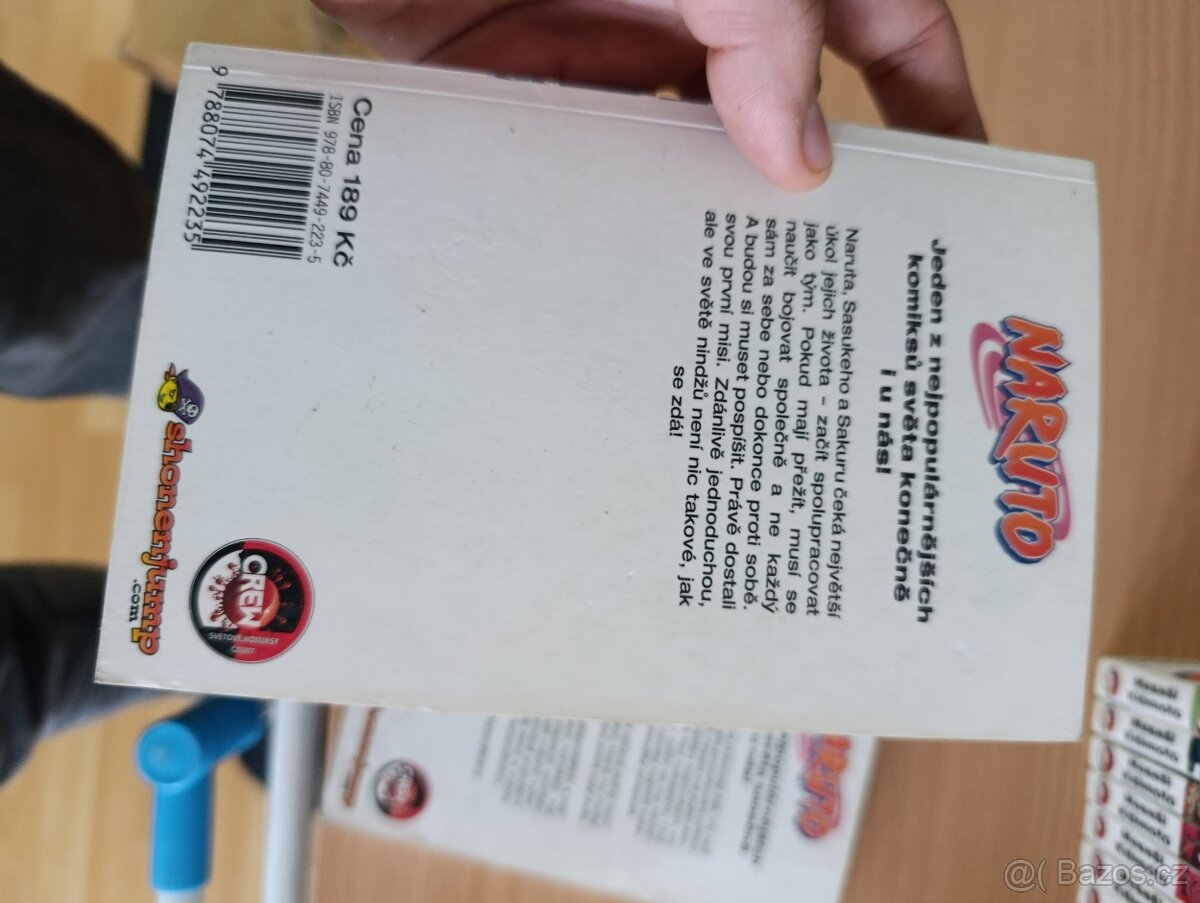 NARUTO
Jeden z nejpopulárnějších
komiksů světa konečně
i u nás!
Naruta, Sasukeho a Sakuru čeká největší
úkol jejich života – začít spolupracovat
jako tým. Pokud mají přežít, musí se
naučit bojovat společně a ne každý
sám za sebe nebo dokonce proti sobě.
A budou si muset pospíšit. Právě dostali
svou první misi. Zdánlivě jednoduchou,
ale ve světě nindžů není nic takové, jak
se zdá!
Cena 189 Kč
ISBN 978-80-7449-223-5
9 788074 492235
shonenjump
.com
CREW
SVĚTOVÉ KOMIKSY
ČESKY
NARUTO
@( Bazos.cz